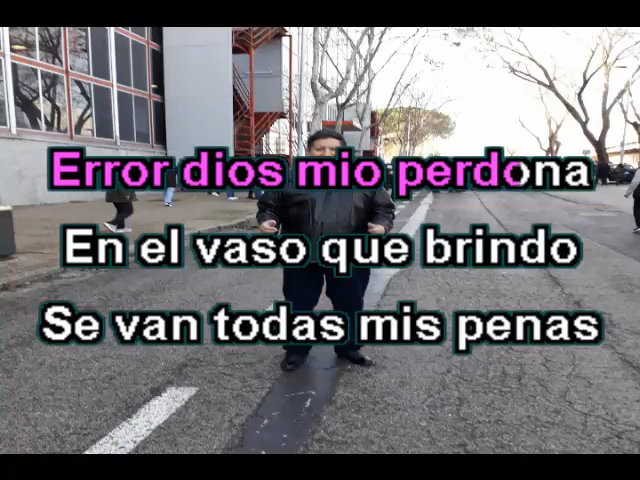 Error dios mio perdona
En el vaso que brindo
Se van todas mis penas